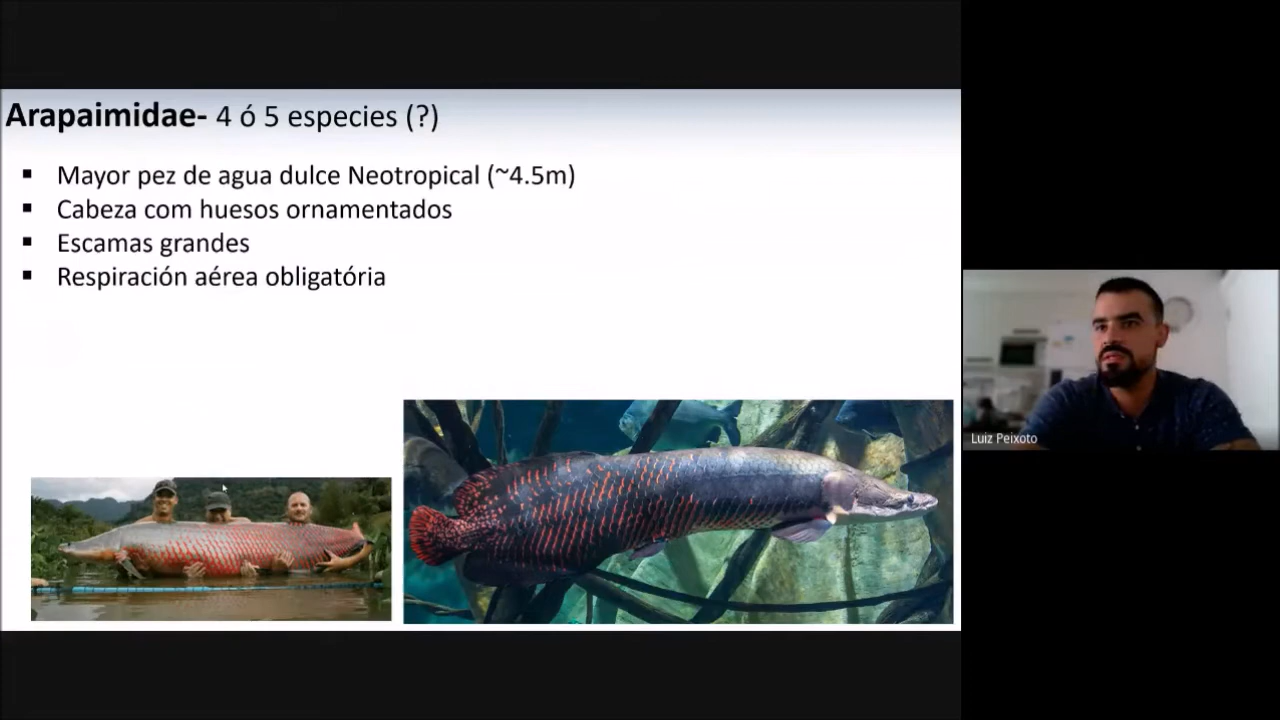 Arapaimidae- 4 ó 5 especies (?)
▪ Mayor pez de agua dulce Neotropical (~4.5m)
▪ Cabeza com huesos ornamentados
▪ Escamas grandes
▪ Respiración aérea obligatória
Luiz Peixoto